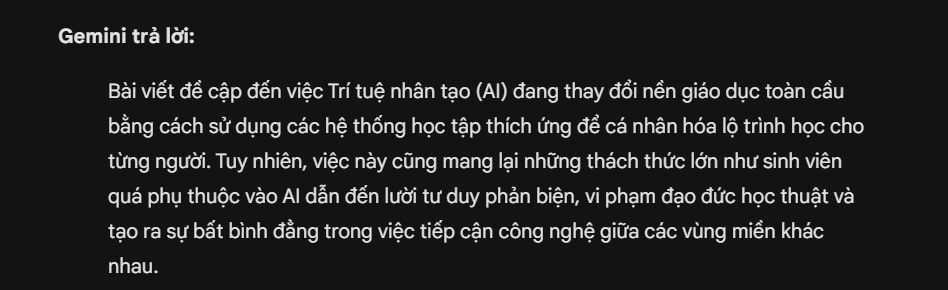 Gemini trả lời:
Bài viết đề cập đến việc Trí tuệ nhân tạo (AI) đang thay đổi nền giáo dục toàn cầu
bằng cách sử dụng các hệ thống học tập thích ứng để cá nhân hóa lộ trình học cho
từng người. Tuy nhiên, việc này cũng mang lại những thách thức lớn như sinh viên
quá phụ thuộc vào AI dẫn đến lười tư duy phản biện, vi phạm đạo đức học thuật và
tạo ra sự bất bình đẳng trong việc tiếp cận công nghệ giữa các vùng miền khác
nhau.